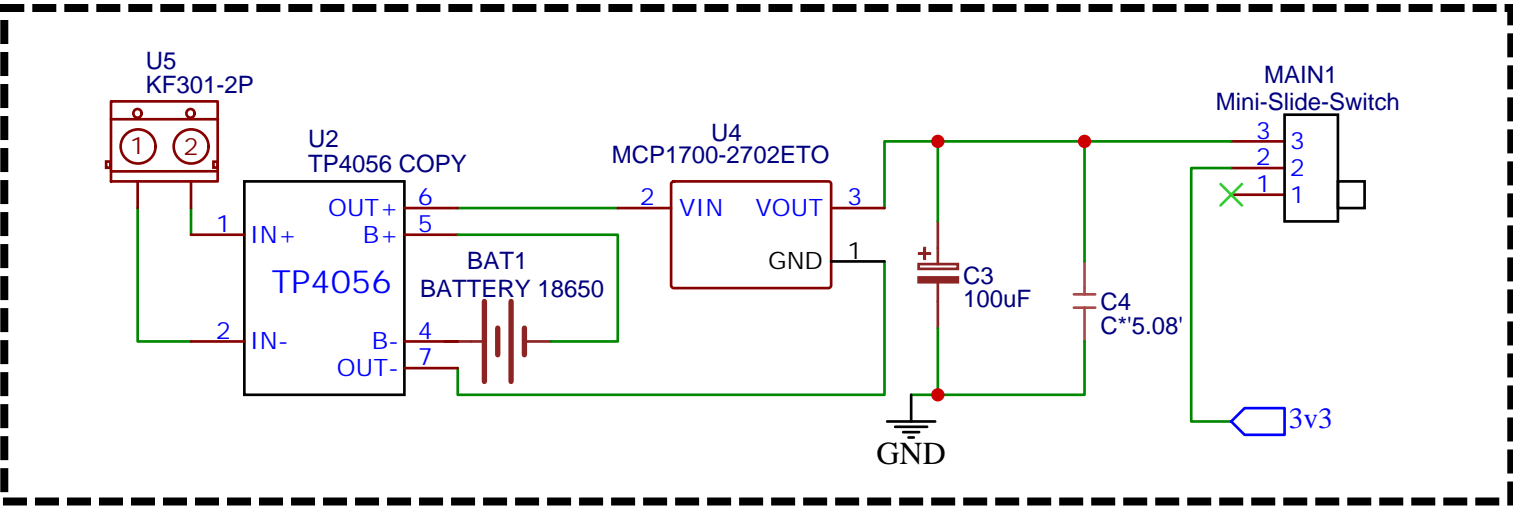 U5
KF301-2P
1 2
U2
TP4056 COPY
1 IN+
2 IN-
TP4056
OUT+ 6
B+ 5
B- 4
OUT- 7
BAT1
BATTERY 18650
U4
MCP1700-2702ETO
2 VIN VOUT 3
GND 1
+
C3
100uF
C4
C*'5.08'
GND
MAIN1
Mini-Slide-Switch
3 3
2 2
1 1
3v3